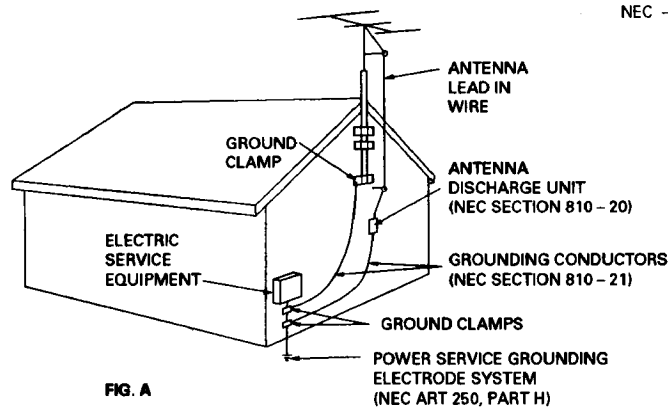 NEC -
ANTENNA
LEAD IN
WIRE
GROUND
CLAMP
ANTENNA
DISCHARGE UNIT
(NEC SECTION 810 – 20)
ELECTRIC
SERVICE
EQUIPMENT
GROUNDING CONDUCTORS
(NEC SECTION 810 – 21)
GROUND CLAMPS
POWER SERVICE GROUNDING
ELECTRODE SYSTEM
(NEC ART 250, PART H)
FIG. A